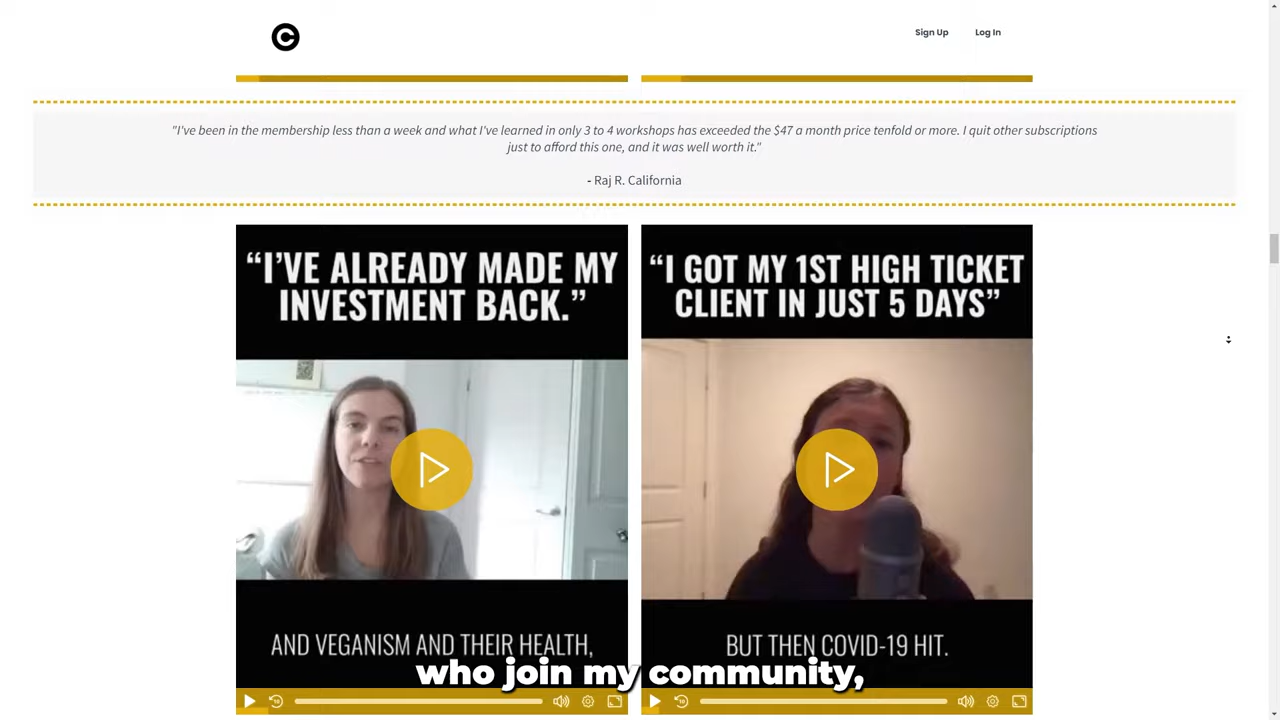 C
Sign Up Log In
"I've been in the membership less than a week and what I've learned in only 3 to 4 workshops has exceeded the $47 a month price tenfold or more. I quit other subscriptions
just to afford this one, and it was well worth it."
- Raj R. California
“I’VE ALREADY MADE MY
INVESTMENT BACK.”
AND VEGANISM AND THEIR HEALTH,
“I GOT MY 1ST HIGH TICKET
CLIENT IN JUST 5 DAYS”
BUT THEN COVID-19 HIT.
who join my community,
10
10